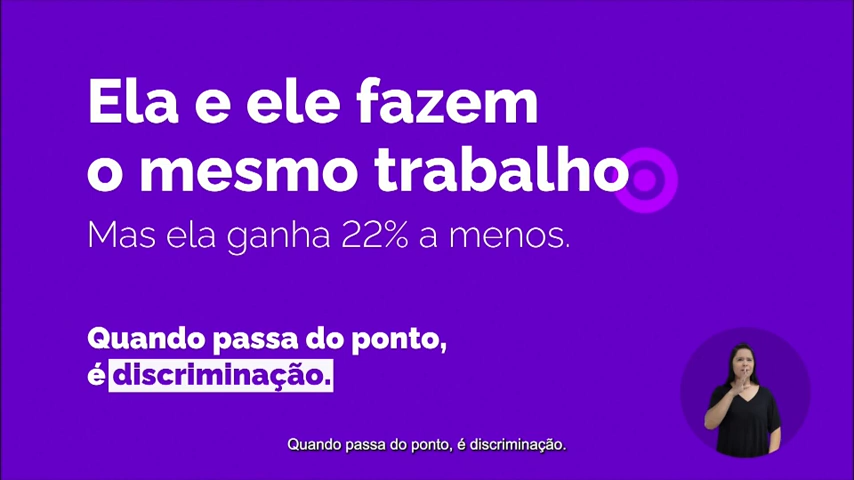 Ela e ele fazem
o mesmo trabalho
Mas ela ganha 22% a menos.
Quando passa do ponto,
é discriminação.
Quando passa do ponto, é discriminação.